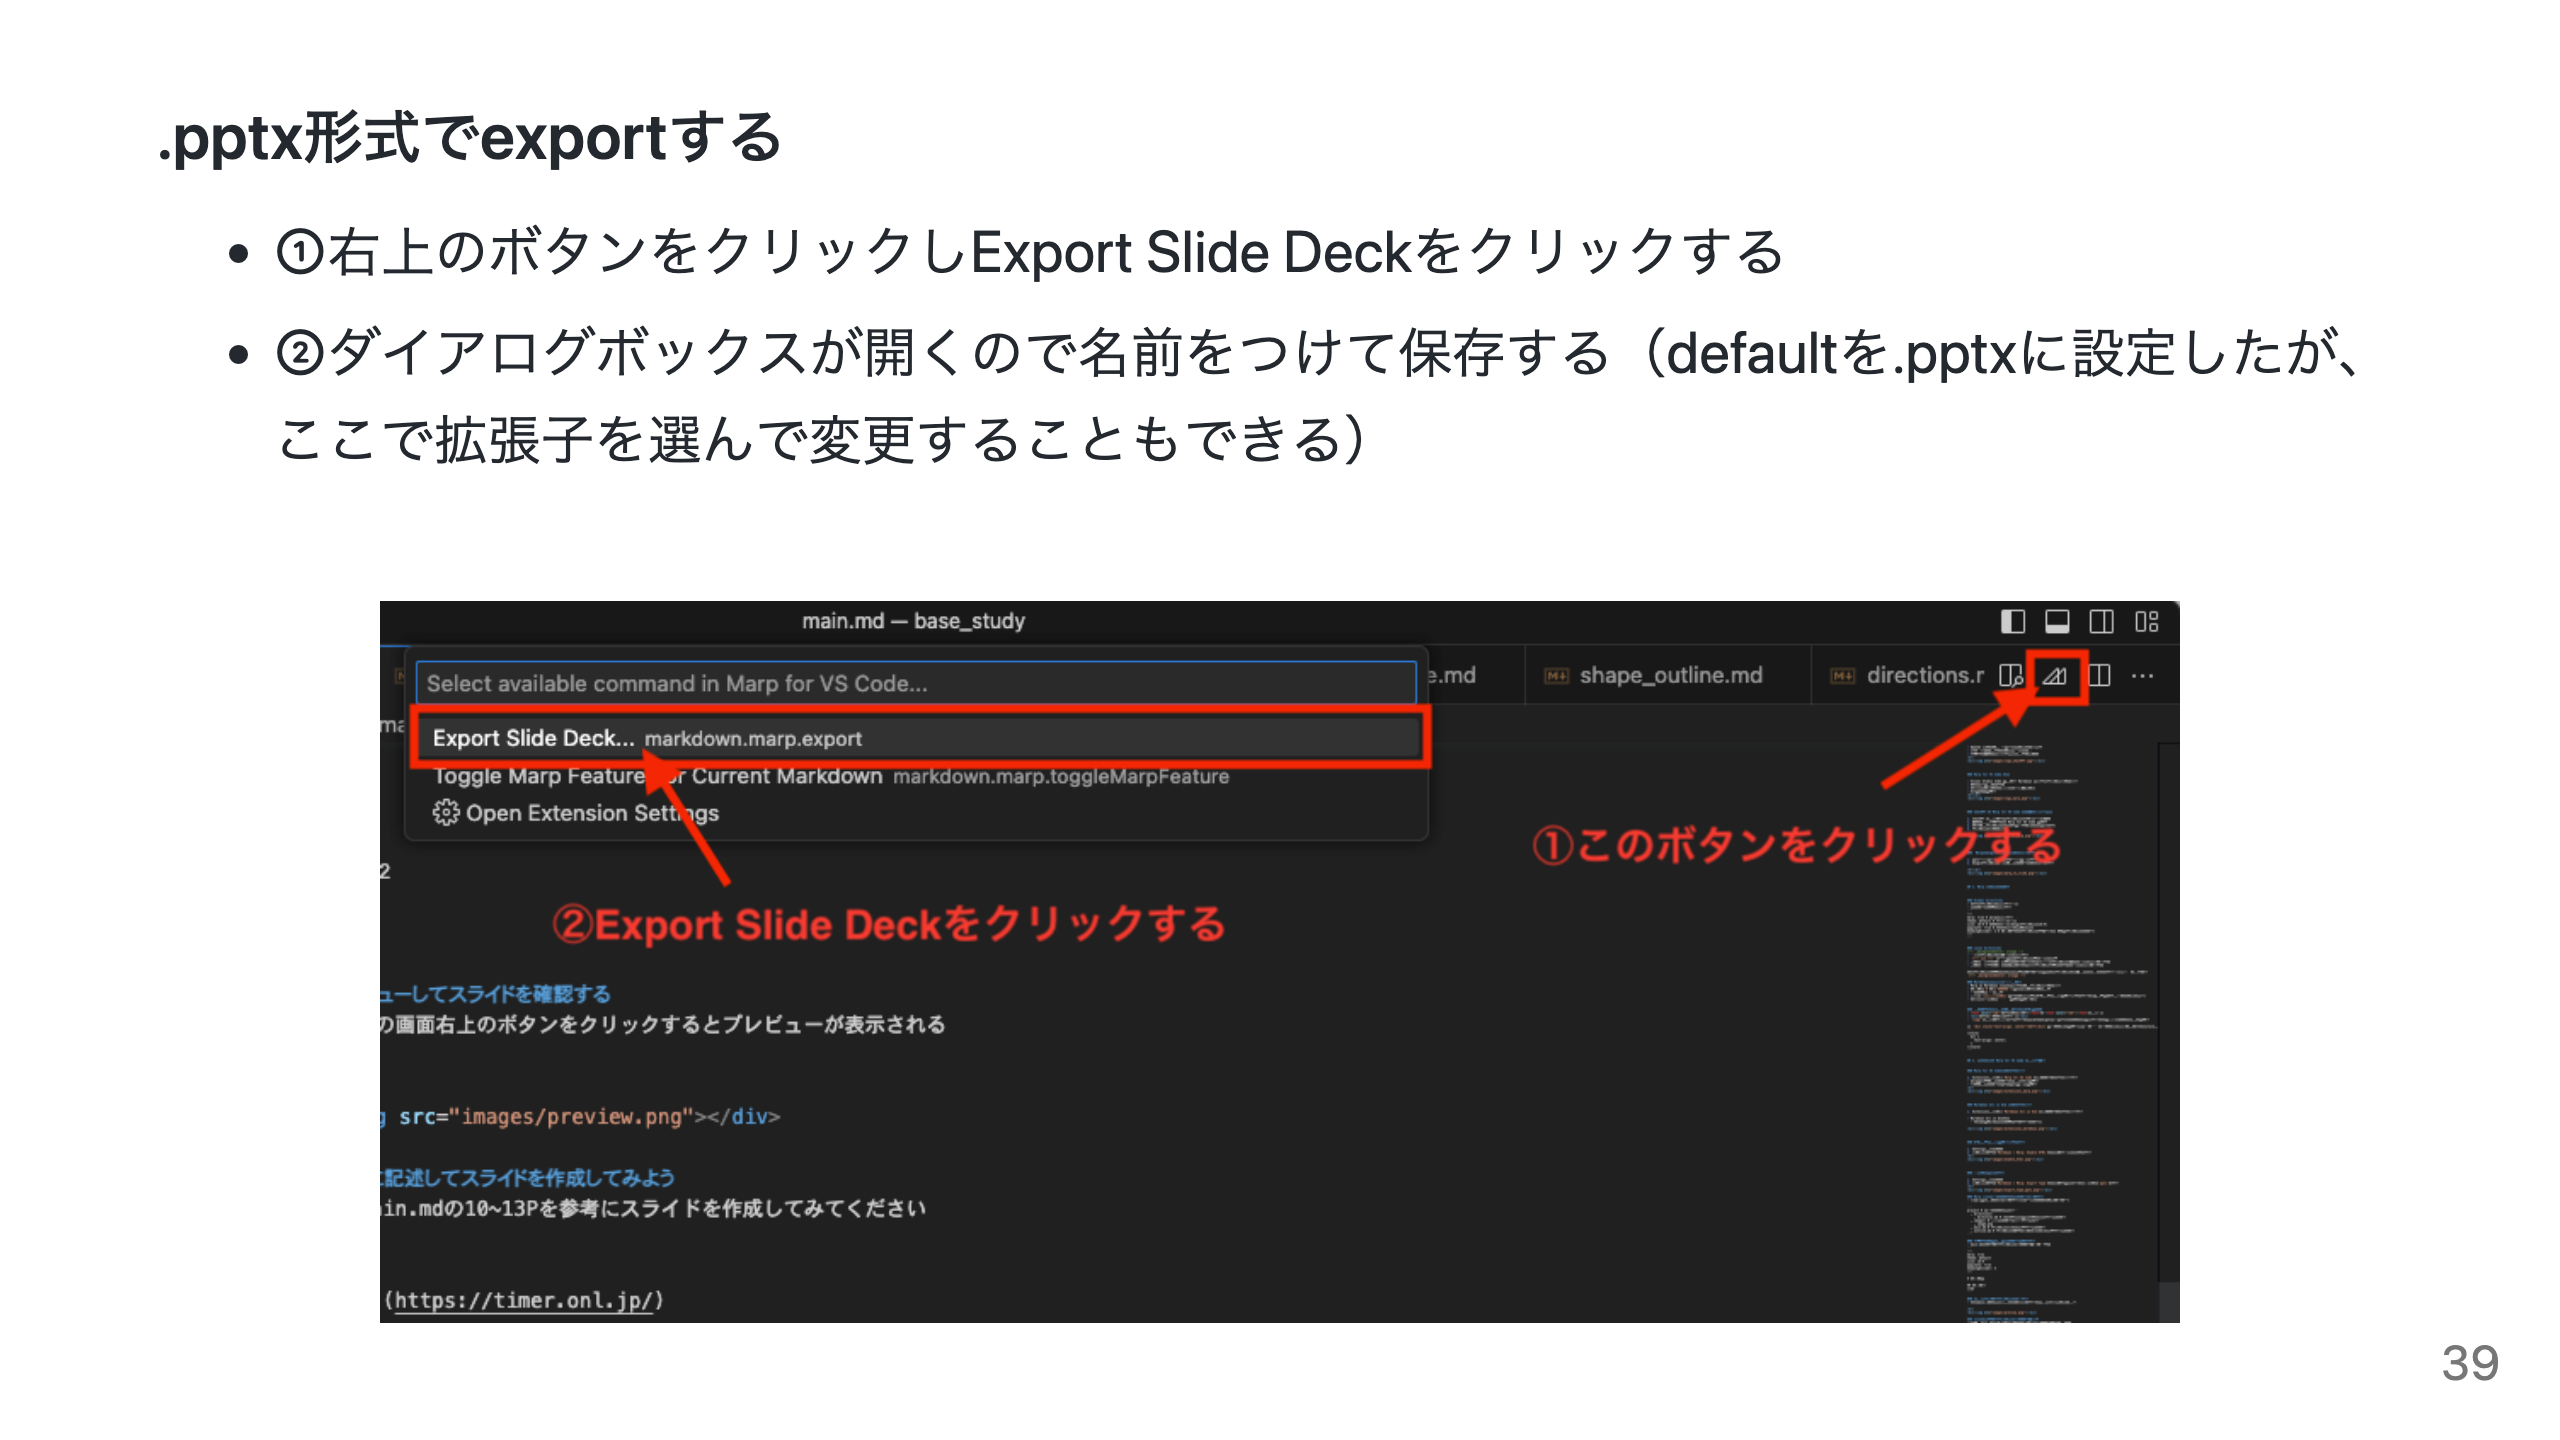 .pptx形式でexportする
①右上のボタンをクリックしExport Slide Deckをクリックする
②ダイアログボックスが開くので名前をつけて保存する（defaultを.pptxに設定したが、
ここで拡張子を選んで変更することもできる）
main.md — base_study
Select available command in Marp for VS Code...
e.md
shape_outline.md
directions.r
Export Slide Deck... markdown.marp.export
Toggle Marp Feature for Current Markdown markdown.marp.toggleMarpFeature
Open Extension Settings
①このボタンをクリックする
2
②Export Slide Deckをクリックする
ューしてスライドを確認する
の画面右上のボタンをクリックするとプレビューが表示される
src="images/preview.png"></div>
に記述してスライドを作成してみよう
in.mdの10~13Pを参考にスライドを作成してみてください
(https://timer.onl.jp/)
39